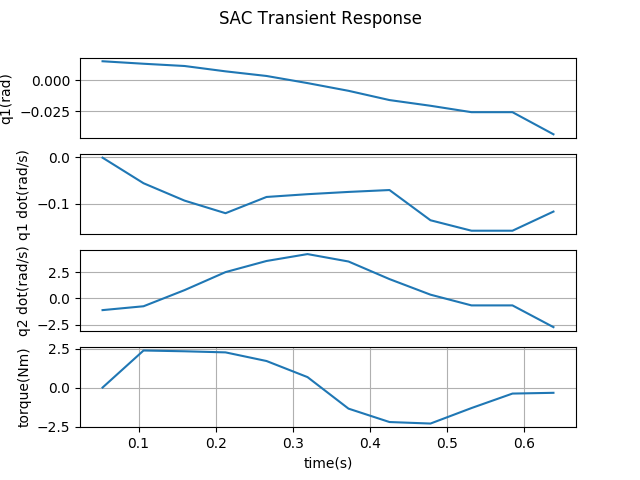 SAC Transient Response
q1(rad)
0.000
−0.025
q1 dot(rad/s)
0.0
−0.1
q2 dot(rad/s)
2.5
0.0
−2.5
torque(Nm)
2.5
0.0
−2.5
0.1 0.2 0.3 0.4 0.5 0.6
time(s)